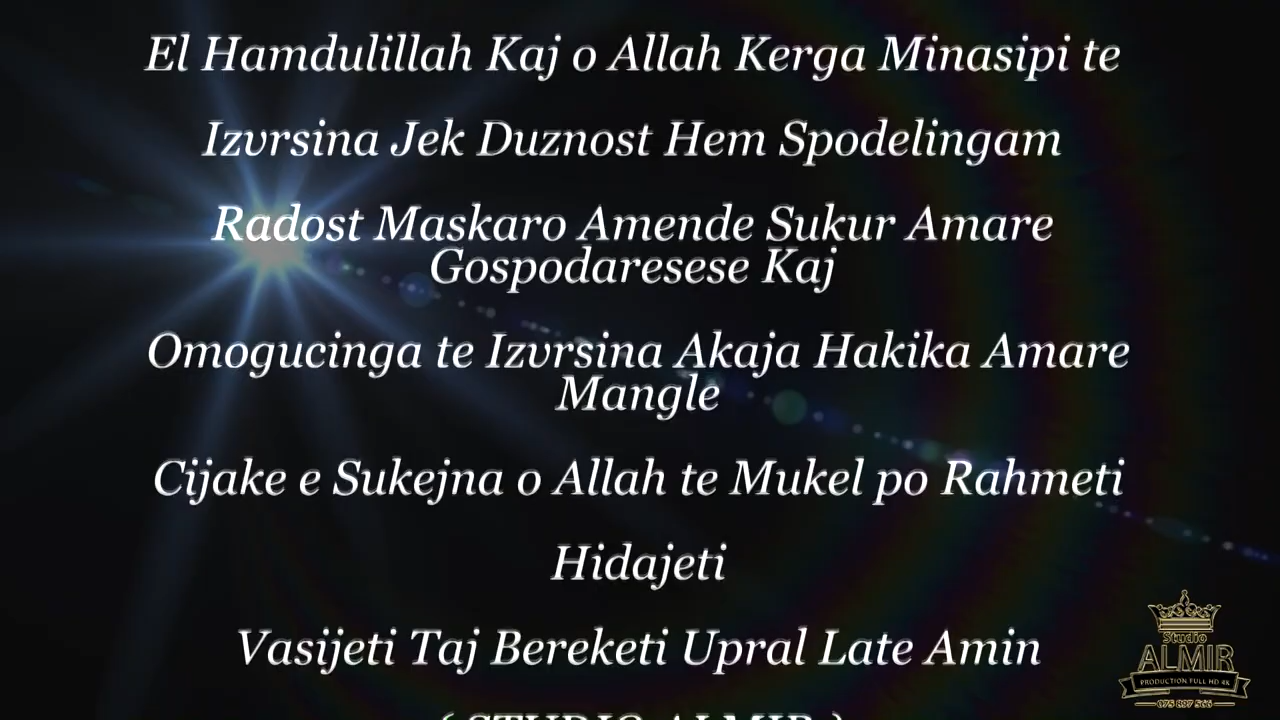 El Hamdulillah Kaj o Allah Kerga Minasipi te
Izvrsina Jek Duznost Hem Spodelingam
Radost Maskaro Amende Sukur Amare
Gospodaresese Kaj
Omogucinga te Izvrsina Akaja Hakika Amare
Mangle
Cijake e Sukejna o Allah te Mukel po Rahmeti
Hidajeti
Vasijeti Taj Bereketi Upral Late Amin
( STUDIO ALMIR )
Studio
ALMIR
PRODUCTION FULL HD 4K